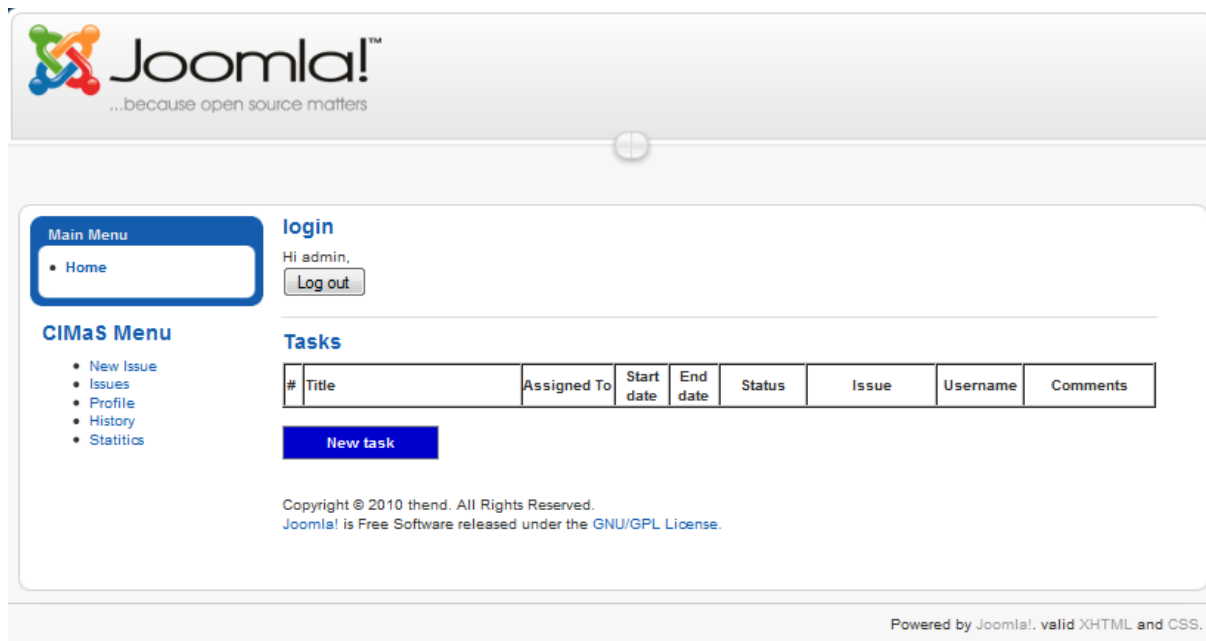 Joomla!™
...because open source matters
Main Menu
Home
CIMaS Menu
New Issue
Issues
Profile
History
Statitics
login
Hi admin,
Log out
Tasks
# Title Assigned To Start date End date Status Issue Username Comments
New task
Copyright © 2010 thend. All Rights Reserved.
Joomla! is Free Software released under the GNU/GPL License.
Powered by Joomla!. valid XHTML and CSS.